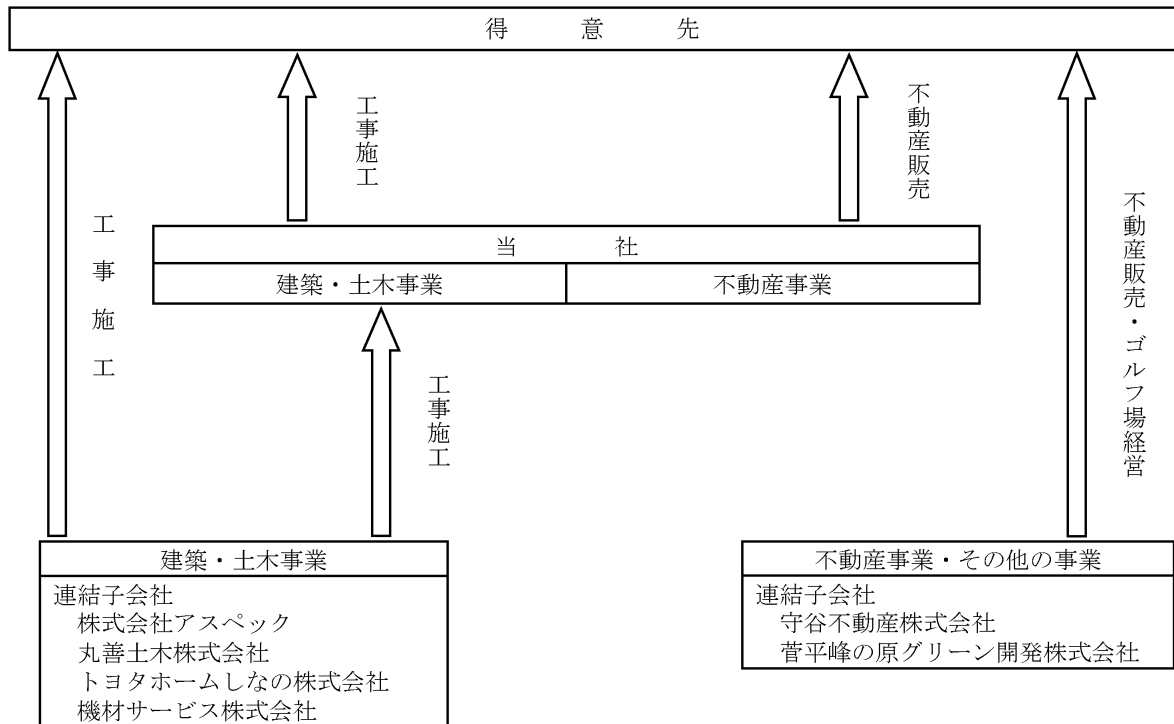 得意先
工事施工
不動産販売
工事施工
不動産販売・ゴルフ場経営
当社
建築・土木事業
不動産事業
工事施工
建築・土木事業
連結子会社
株式会社アスペック
丸善土木株式会社
トヨタホームしなの株式会社
機材サービス株式会社
不動産事業・その他の事業
連結子会社
守谷不動産株式会社
菅平峰の原グリーン開発株式会社